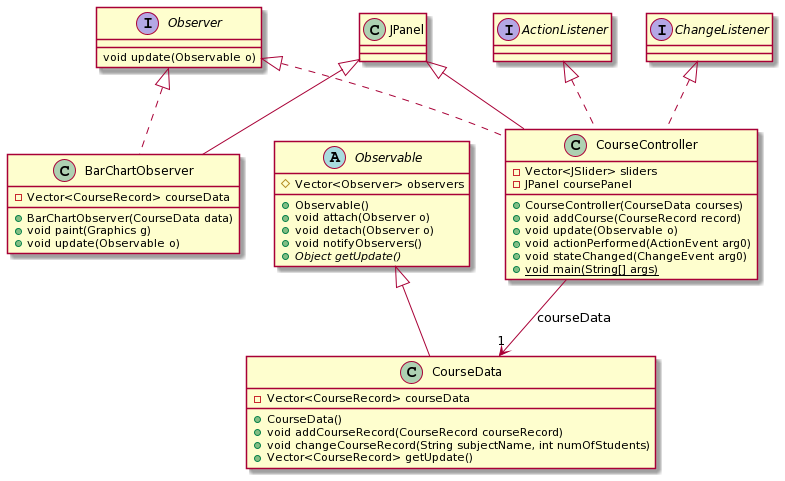 I Observer
void update(Observable o)
C JPanel
I ActionListener
I ChangeListener
C BarChartObserver
Vector<CourseRecord> courseData
BarChartObserver(CourseData data)
void paint(Graphics g)
void update(Observable o)
A Observable
Vector<Observer> observers
Observable()
void attach(Observer o)
void detach(Observer o)
void notifyObservers()
Object getUpdate()
C CourseController
Vector<JSlider> sliders
JPanel coursePanel
CourseController(CourseData courses)
void addCourse(CourseRecord record)
void update(Observable o)
void actionPerformed(ActionEvent arg0)
void stateChanged(ChangeEvent arg0)
void main(String[] args)
courseData
1
C CourseData
Vector<CourseRecord> courseData
CourseData()
void addCourseRecord(CourseRecord courseRecord)
void changeCourseRecord(String subjectName, int numOfStudents)
Vector<CourseRecord> getUpdate()